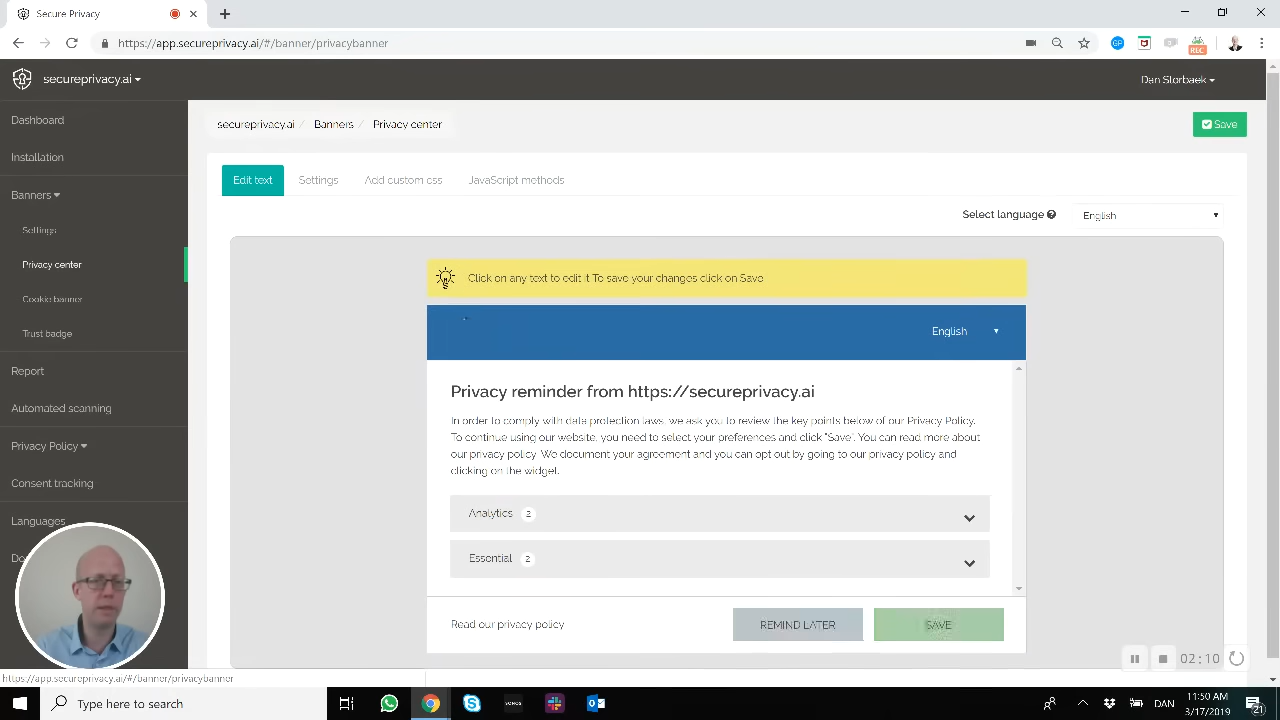 Secure Privacy
https://app.secureprivacy.ai/#/banner/privacybanner
GP
REC
secureprivacy.ai
Dan Storbaek
Dashboard
Installation
Banners
Settings
Privacy center
Cookie banner
Trust badge
Report
Automated scanning
Privacy Policy
Consent tracking
Languages
Do
secureprivacy.ai / Banners / Privacy center
Save
Edit text
Settings
Add custom css
JavaScript methods
Select language
English
Click on any text to edit it To save your changes click on Save
English
Privacy reminder from https://secureprivacy.ai
In order to comply with data protection laws, we ask you to review the key points below of our Privacy Policy.
To continue using our website, you need to select your preferences and click "Save". You can read more about
our privacy policy. We document your agreement and you can opt out by going to our privacy policy and
clicking on the widget.
Analytics 2
Essential 2
Read our privacy policy
REMIND LATER
SAVE
02:10
https://app.secureprivacy.ai/#/banner/privacybanner
Type here to search
SONOS
DAN
11:50 AM
3/17/2019
21